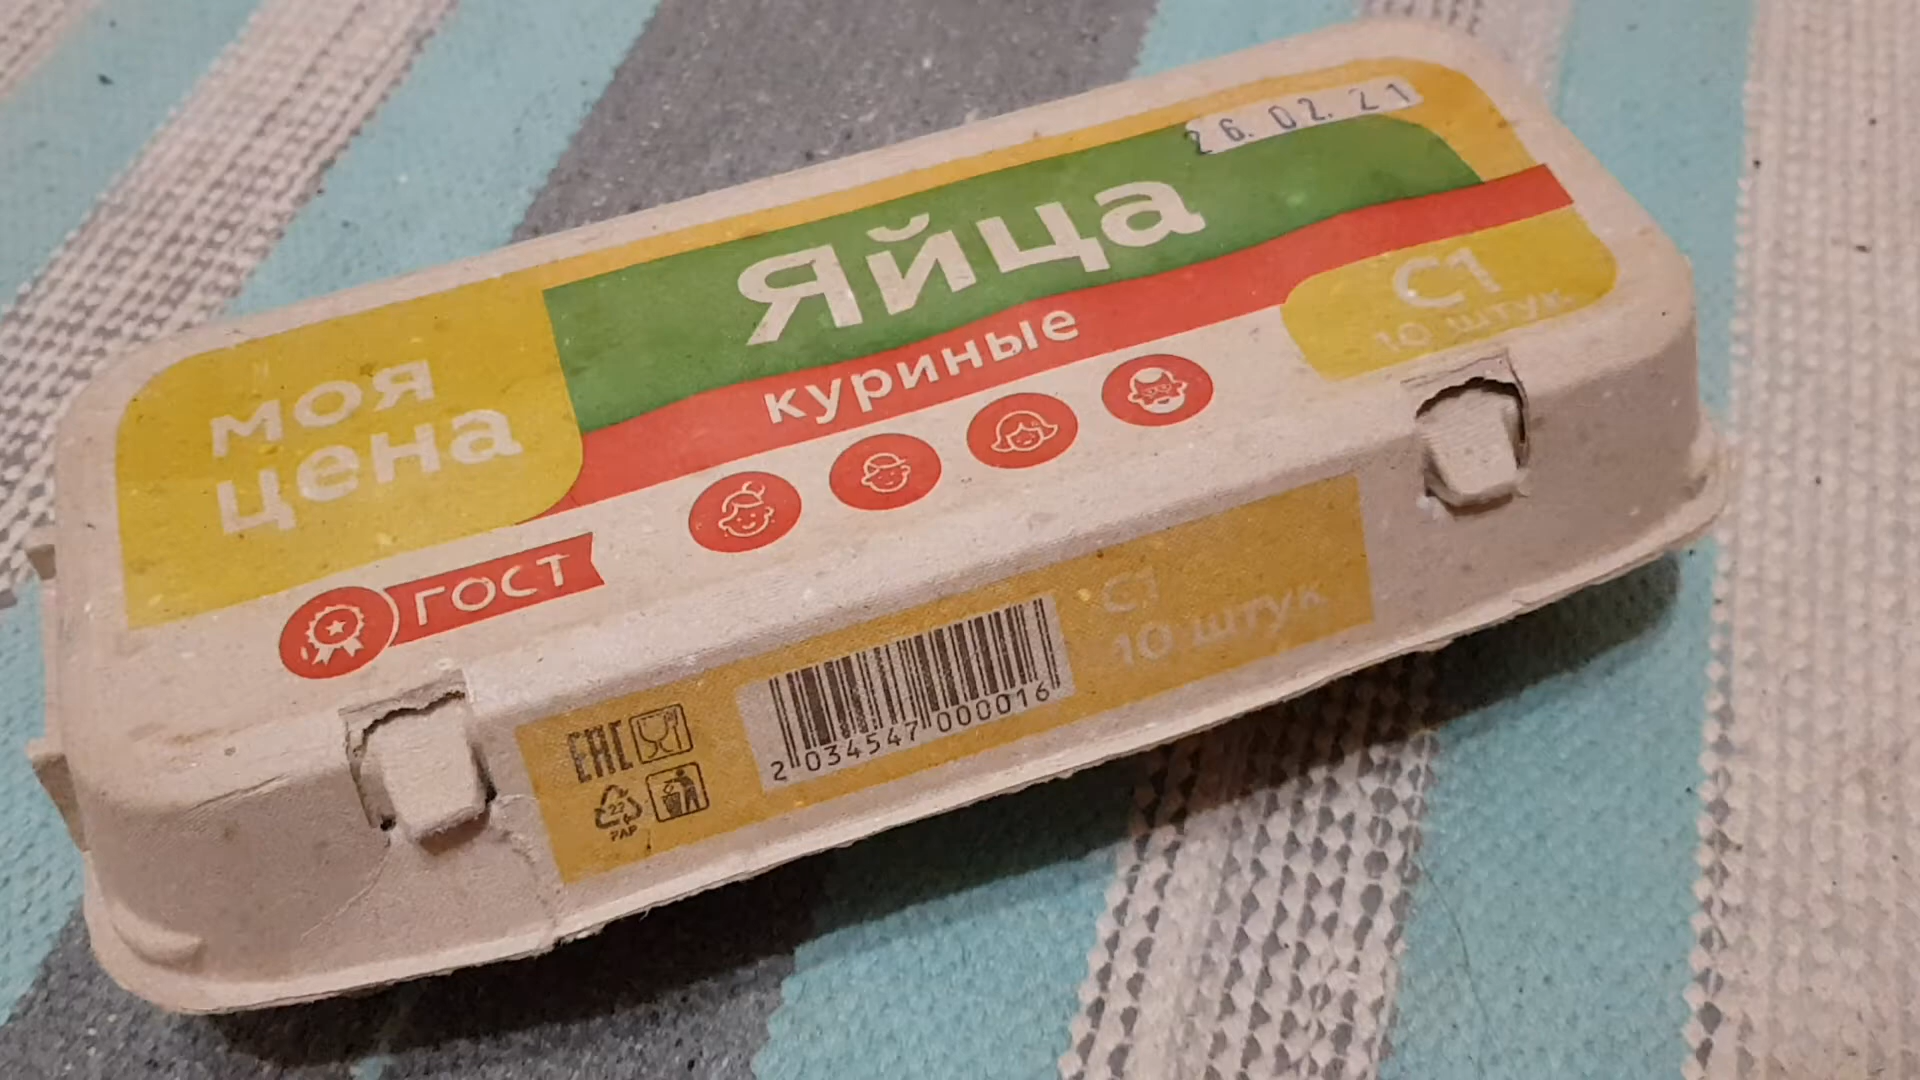 26.02.21
Яйца
куриные
С1
10 штук
моя
цена
ГОСТ
С1
10 штук
EAC
22
PAP
2 034547 000016